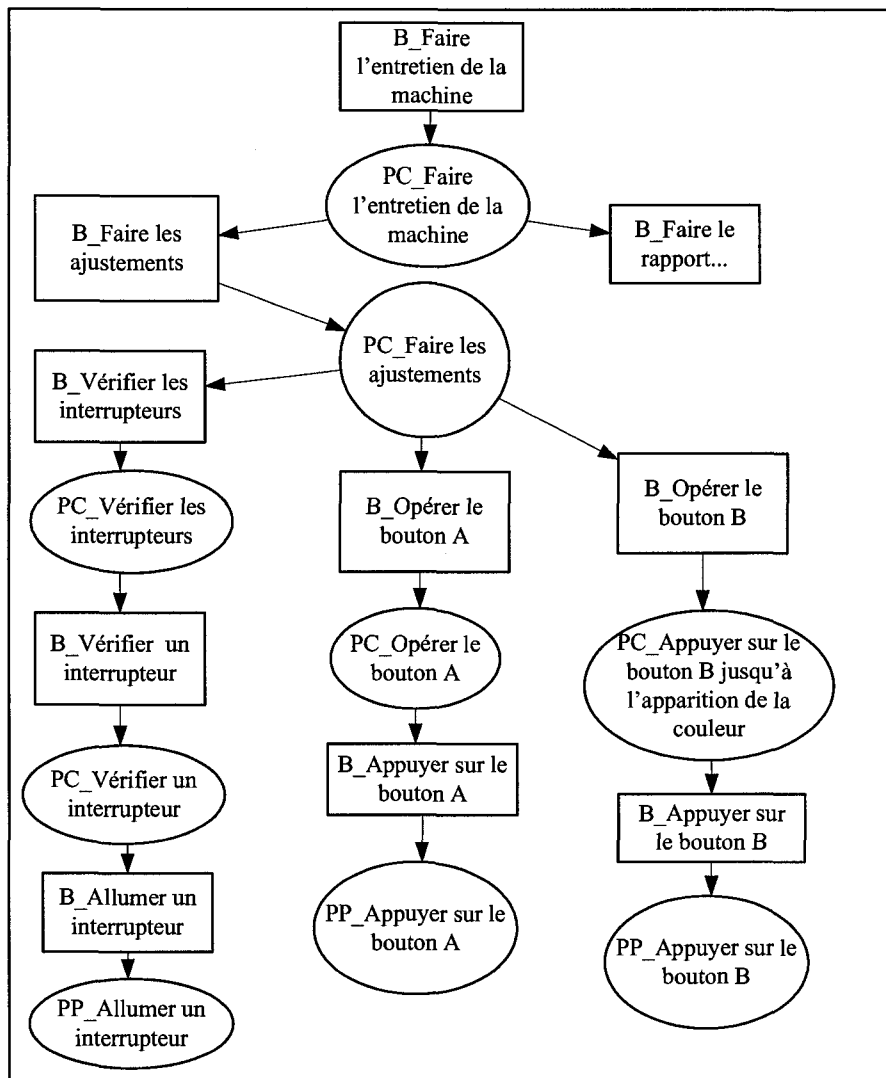 B_Faire
l'entretien de la
machine
PC_Faire
l'entretien de la
machine
B_Faire les
ajustements
B_Faire le
rapport...
PC_Faire les
ajustements
B_Vérifier les
interrupteurs
B_Opérer le
bouton A
B_Opérer le
bouton B
PC_Vérifier les
interrupteurs
B_Vérifier un
interrupteur
PC_Opérer le
bouton A
PC_Appuyer sur le
bouton B jusqu'à
l'apparition de la
couleur
PC_Vérifier un
interrupteur
B_Appuyer sur le
bouton A
B_Appuyer sur
le bouton B
B_Allumer un
interrupteur
PP_Appuyer sur le
bouton A
PP_Appuyer sur le
bouton B
PP_Allumer un
interrupteur